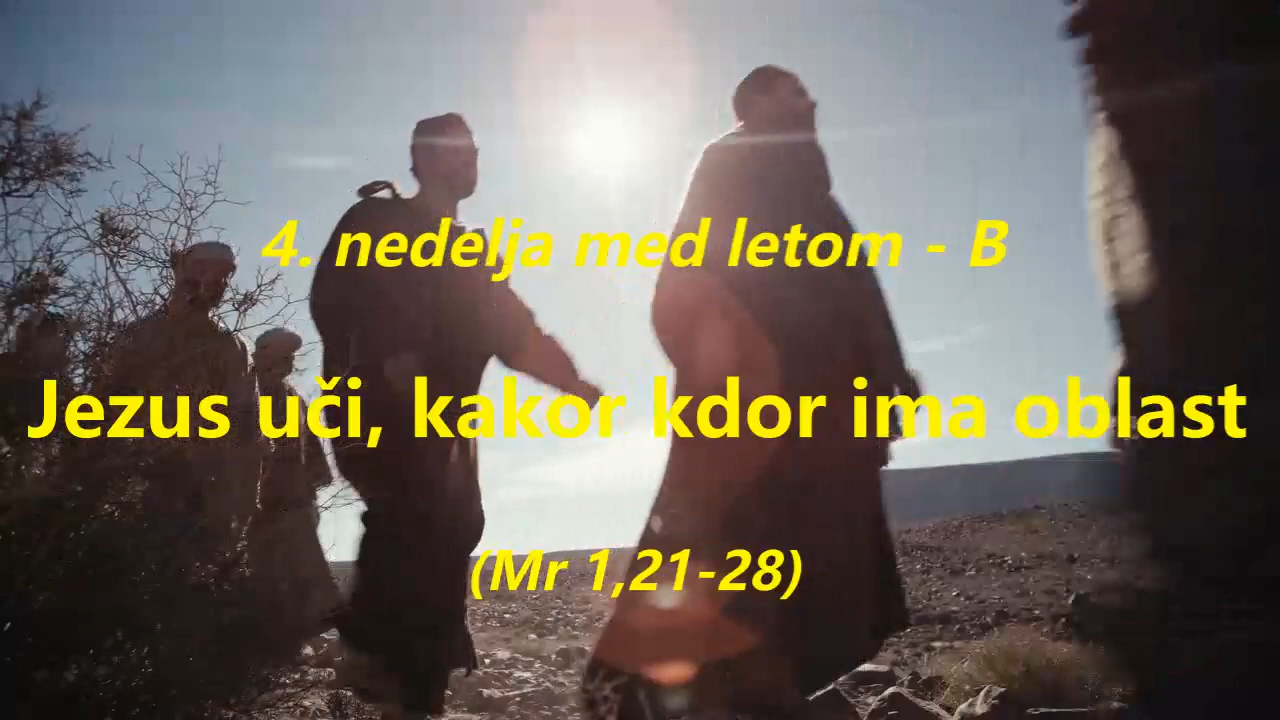 4. nedelja med letom - B
Jezus uči, kakor kdor ima oblast
(Mr 1,21-28)